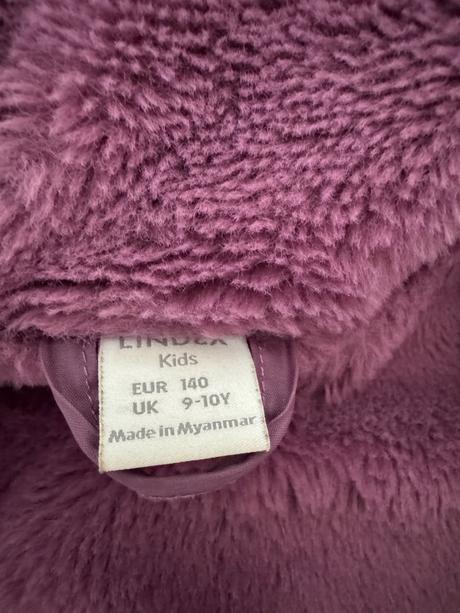 LINDEX
Kids
EUR 140
UK 9-10Y
Made in Myanmar